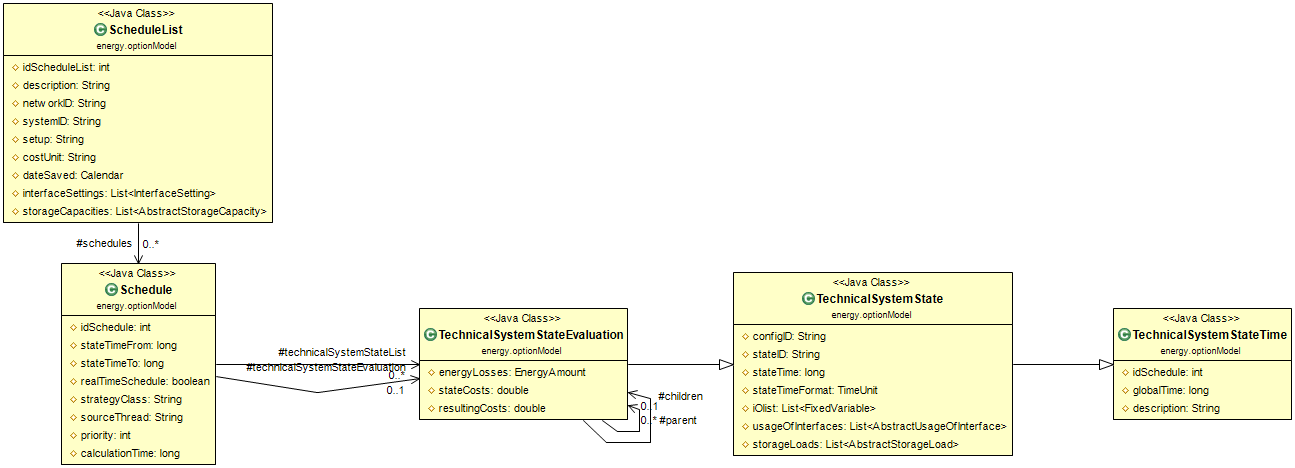 <<Java Class>>
ScheduleList
energy.optionModel
idScheduleList: int
description: String
networkID: String
systemID: String
setup: String
costUnit: String
dateSaved: Calendar
interfaceSettings: List<InterfaceSetting>
storageCapacities: List<AbstractStorageCapacity>
#schedules
0..*
<<Java Class>>
Schedule
energy.optionModel
idSchedule: int
stateTimeFrom: long
stateTimeTo: long
realTimeSchedule: boolean
strategyClass: String
sourceThread: String
priority: int
calculationTime: long
#technicalSystemStateList
#technicalSystemStateEvaluation
0..*
0..1
<<Java Class>>
TechnicalSystemStateEvaluation
energy.optionModel
energyLosses: EnergyAmount
stateCosts: double
resultingCosts: double
#children
0..1
0..* #parent
<<Java Class>>
TechnicalSystemState
energy.optionModel
configID: String
stateID: String
stateTime: long
stateTimeFormat: TimeUnit
iOlist: List<FixedVariable>
usageOfInterfaces: List<AbstractUsageOfInterface>
storageLoads: List<AbstractStorageLoad>
<<Java Class>>
TechnicalSystemStateTime
energy.optionModel
idSchedule: int
globalTime: long
description: String